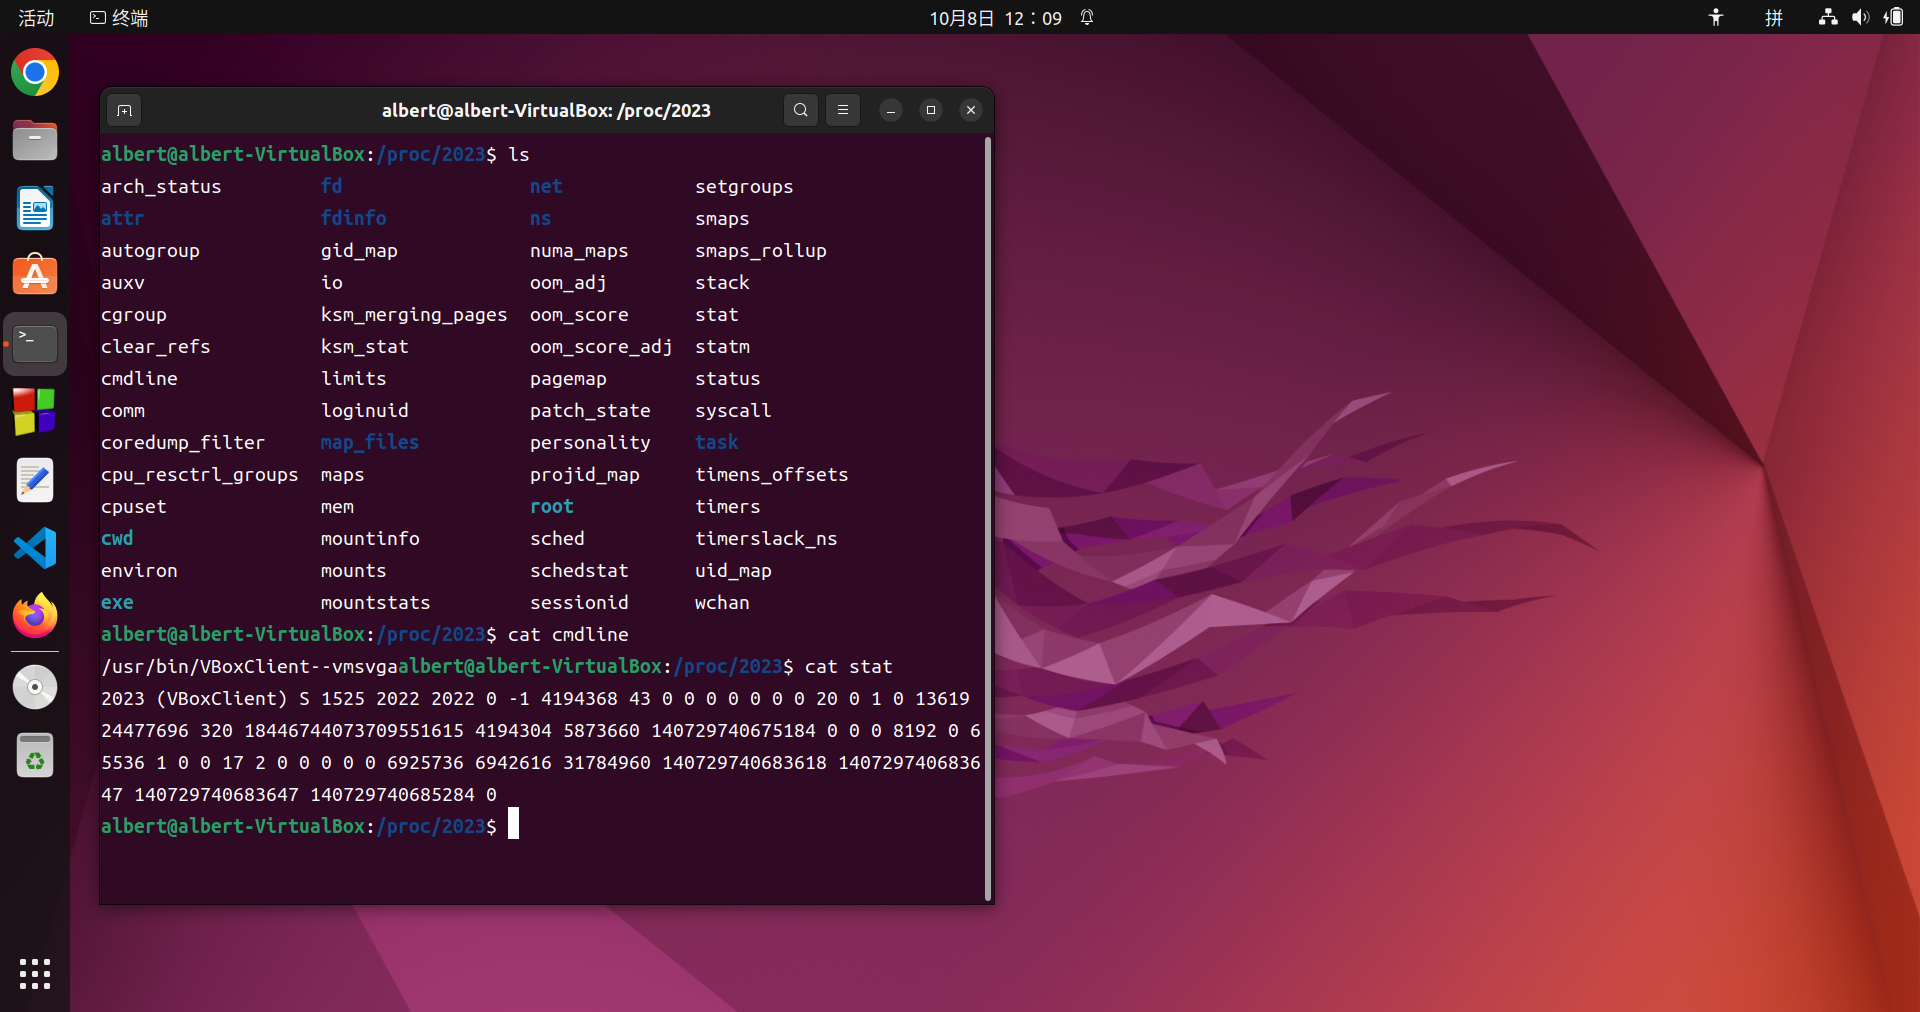 活动 终端 10月8日 12:09 拼
albert@albert-VirtualBox: /proc/2023
albert@albert-VirtualBox:/proc/2023$ ls
arch_status fd net setgroups
attr fdinfo ns smaps
autogroup gid_map numa_maps smaps_rollup
auxv io oom_adj stack
cgroup ksm_merging_pages oom_score stat
clear_refs ksm_stat oom_score_adj statm
cmdline limits pagemap status
comm loginuid patch_state syscall
coredump_filter map_files personality task
cpu_resctrl_groups maps projid_map timens_offsets
cpuset mem root timers
cwd mountinfo sched timerslack_ns
environ mounts schedstat uid_map
exe mountstats sessionid wchan
albert@albert-VirtualBox:/proc/2023$ cat cmdline
/usr/bin/VBoxClient--vmsvgaalbert@albert-VirtualBox:/proc/2023$ cat stat
2023 (VBoxClient) S 1525 2022 2022 0 -1 4194368 43 0 0 0 0 0 0 0 20 0 1 0 13619
24477696 320 18446744073709551615 4194304 5873660 140729740675184 0 0 0 8192 0 6
5536 1 0 0 17 2 0 0 0 0 0 6925736 6942616 31784960 140729740683618 1407297406836
47 140729740683647 140729740685284 0
albert@albert-VirtualBox:/proc/2023$